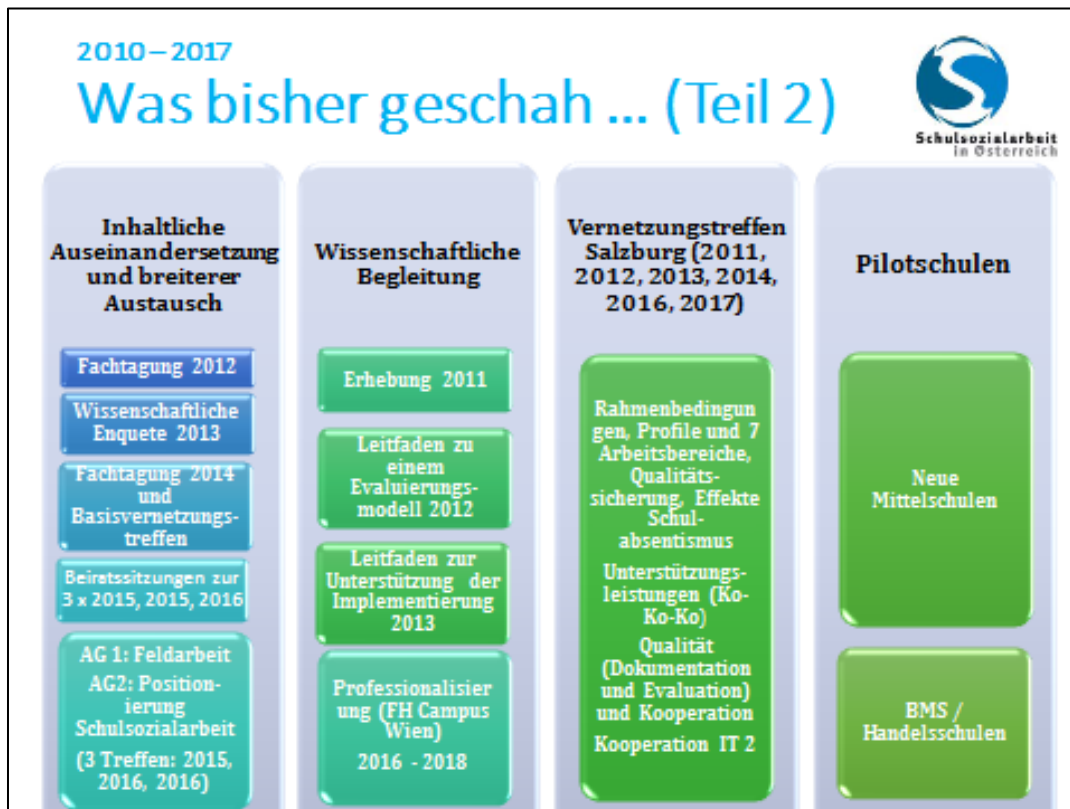 2010 – 2017
Was bisher geschah ... (Teil 2)
Schulsozialarbeit
in Österreich
Inhaltliche
Auseinandersetzung
und breiterer
Austausch
Fachtagung 2012
Wissenschaftliche
Enquete 2013
Fachtagung 2014
und
Basisvernetzungs-
treffen
Beiratssitzungen zur
3 x 2015, 2015, 2016
AG 1: Feldarbeit
AG2: Position-
ierung
Schulsozialarbeit
(3 Treffen: 2015,
2016, 2016)
Wissenschaftliche
Begleitung
Erhebung 2011
Leitfaden zu
einem
Evaluierungs-
modell 2012
Leitfaden zur
Unterstützung der
Implementierung
2013
Professionalisier
ung (FH Campus
Wien)
2016 - 2018
Vernetzungstreffen
Salzburg (2011,
2012, 2013, 2014,
2016, 2017)
Rahmenbedingun
gen, Profile und 7
Arbeitsbereiche,
Qualitäts-
sicherung, Effekte
Schul-
absentismus
Unterstützungs-
leistungen (Ko-
Ko-Ko)
Qualität
(Dokumentation
und Evaluation)
und Kooperation
Kooperation IT 2
Pilotschulen
Neue
Mittelschulen
BMS /
Handelsschulen